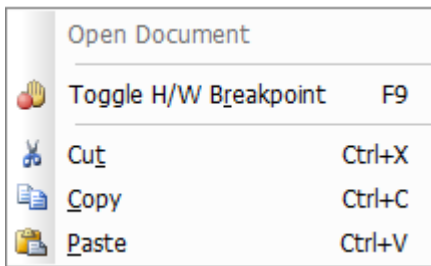 Open Document
Toggle H/W Breakpoint F9
Cut Ctrl+X
Copy Ctrl+C
Paste Ctrl+V